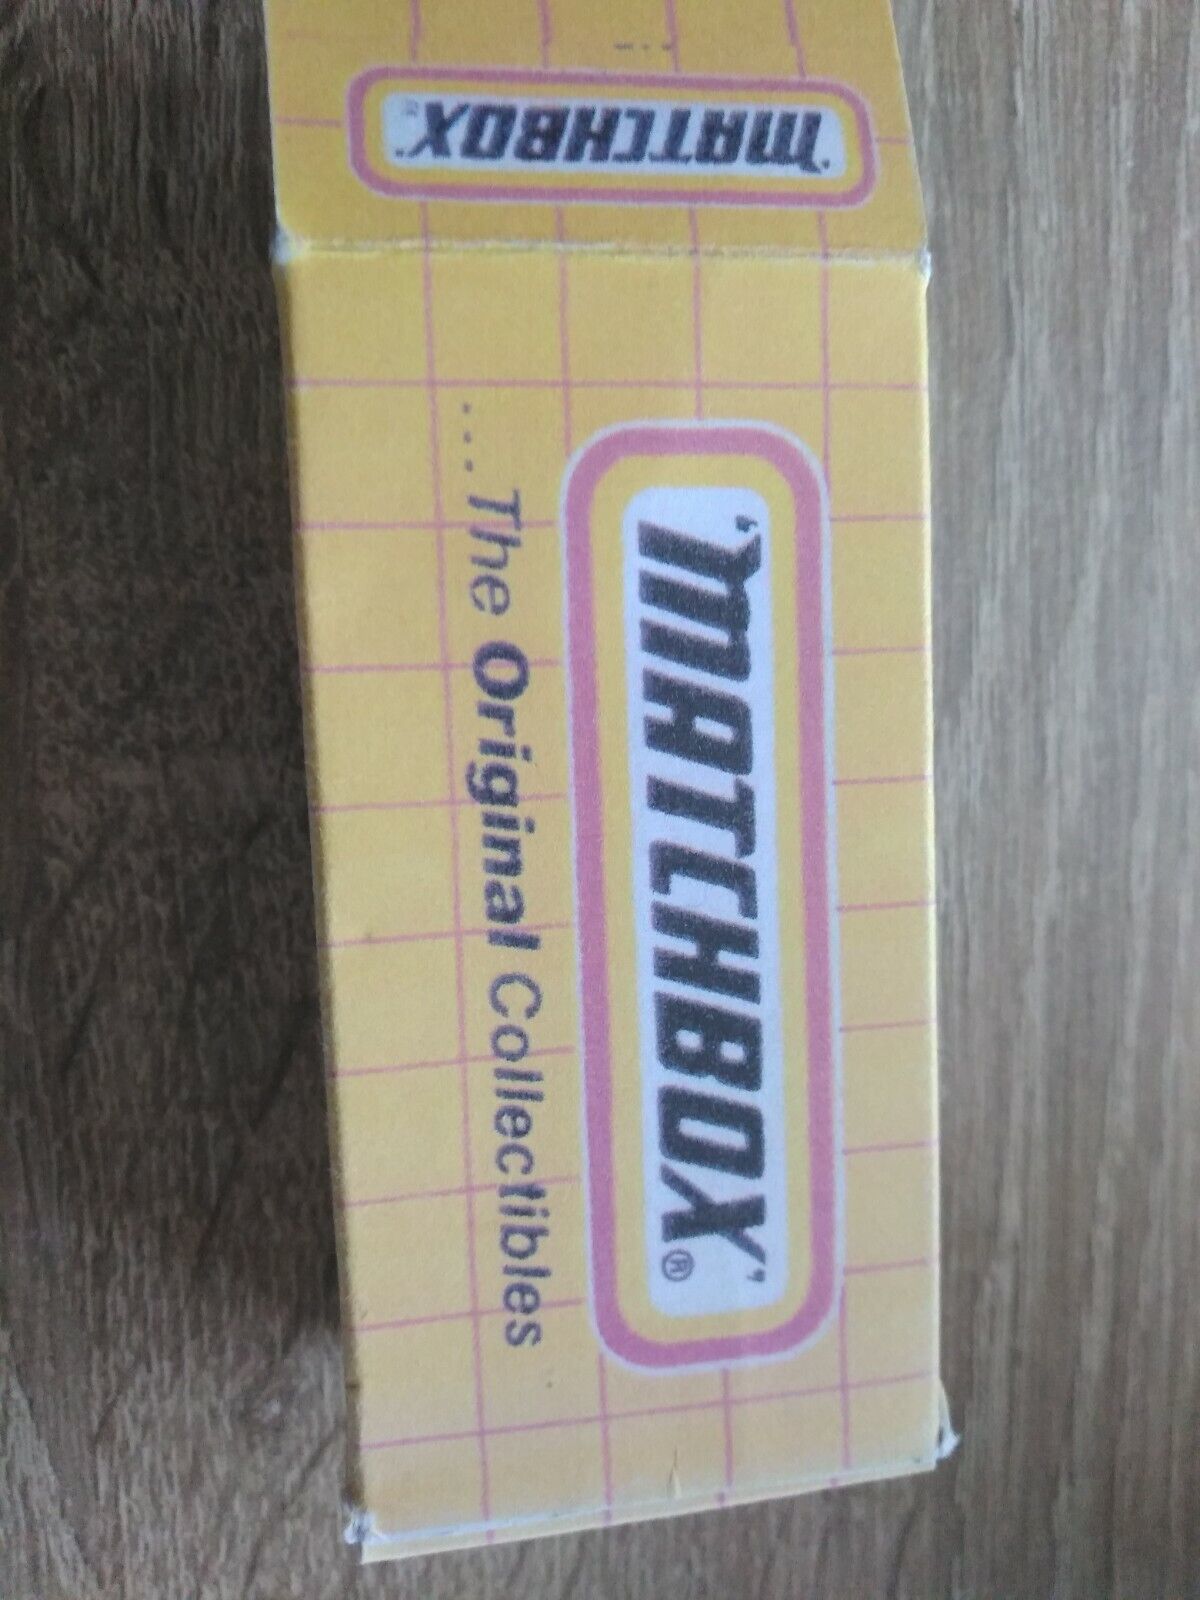 'MATCHBOX'
'MATCHBOX'®
...The Original Collectibles